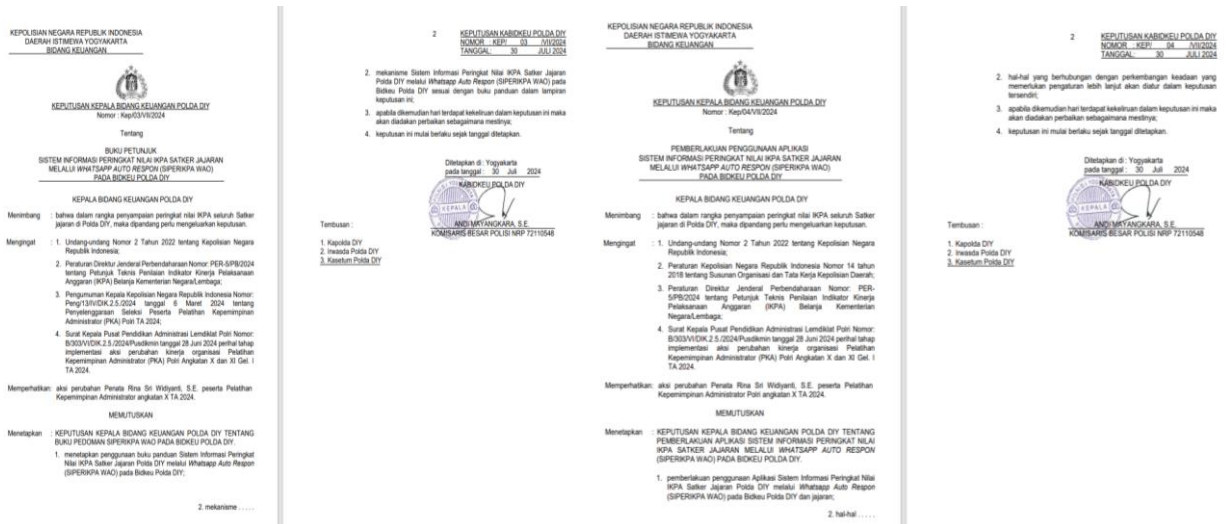 KEPOLISIAN NEGARA REPUBLIK INDONESIA
DAERAH ISTIMEWA YOGYAKARTA
BIDANG KEUANGAN
KEPUTUSAN KEPALA BIDANG KEUANGAN POLDA DIY
Nomor : Kep/03/VII/2024
Tentang
BUKU PETUNJUK
SISTEM INFORMASI PERINGKAT NILAI IKPA SATKER JAJARAN
MELALUI WHATSAPP AUTO RESPON (SIPERIKPA WAO)
PADA BIDKEU POLDA DIY
KEPALA BIDANG KEUANGAN POLDA DIY
Menimbang : bahwa dalam rangka penyampaian peringkat nilai IKPA seluruh Satker
jajaran di Polda DIY, maka dipandang perlu mengeluarkan keputusan.
Mengingat : 1. Undang-undang Nomor 2 Tahun 2022 tentang Kepolisian Negara
Republik Indonesia;
2. Peraturan Direktur Jenderal Perbendaharaan Nomor: PER-5/PB/2024
tentang Petunjuk Teknis Penilaian Indikator Kinerja Pelaksanaan
Anggaran (IKPA) Belanja Kementerian Negara/Lembaga;
3. Pengumuman Kepala Kepolisian Negara Republik Indonesia Nomor:
Peng/13/IV/DIK.2.5./2024 tanggal 6 Maret 2024 tentang
Penyelenggaraan Seleksi Peserta Pelatihan Kepemimpinan
Administrator (PKA) Polri TA 2024;
4. Surat Kepala Pusat Pendidikan Administrasi Lemdiklat Polri Nomor:
B/303/VI/DIK.2.5./2024/Pusdikmin tanggal 28 Juni 2024 perihal tahap
implementasi aksi perubahan kinerja organisasi Pelatihan
Kepemimpinan Administrator (PKA) Polri Angkatan X dan XI Gel. I
TA 2024.
Memperhatikan: aksi perubahan Penata Rina Sri Widiyanti, S.E. peserta Pelatihan
Kepemimpinan Administrator angkatan X TA 2024.
MEMUTUSKAN
Menetapkan : KEPUTUSAN KEPALA BIDANG KEUANGAN POLDA DIY TENTANG
BUKU PEDOMAN SIPERIKPA WAO PADA BIDKEU POLDA DIY.
1. menetapkan penggunaan buku panduan Sistem Informasi Peringkat
Nilai IKPA Satker Jajaran Polda DIY melalui Whatsapp Auto Respon
(SIPERIKPA WAO) pada Bidkeu Polda DIY;
2. mekanisme . . . . .
2 KEPUTUSAN KABIDKEU POLDA DIY
NOMOR : KEP/ 03 /VII/2024
TANGGAL: 30 JULI 2024
2. mekanisme Sistem Informasi Peringkat Nilai IKPA Satker Jajaran
Polda DIY melalui Whatsapp Auto Respon (SIPERIKPA WAO) pada
Bidkeu Polda DIY sesuai dengan buku panduan dalam lampiran
keputusan ini;
3. apabila dikemudian hari terdapat kekeliruan dalam keputusan ini maka
akan diadakan perbaikan sebagaimana mestinya;
4. keputusan ini mulai berlaku sejak tanggal ditetapkan.
Ditetapkan di : Yogyakarta
pada tanggal : 30 Juli 2024
KABIDKEU POLDA DIY
KEPALA
ANDI MAYANGKARA, S.E.
KOMISARIS BESAR POLISI NRP 72110548
Tembusan :
1. Kapolda DIY
2. Irwasda Polda DIY
3. Kasetum Polda DIY
KEPOLISIAN NEGARA REPUBLIK INDONESIA
DAERAH ISTIMEWA YOGYAKARTA
BIDANG KEUANGAN
KEPUTUSAN KEPALA BIDANG KEUANGAN POLDA DIY
Nomor : Kep/04/VII/2024
Tentang
PEMBERLAKUAN PENGGUNAAN APLIKASI
SISTEM INFORMASI PERINGKAT NILAI IKPA SATKER JAJARAN
MELALUI WHATSAPP AUTO RESPON (SIPERIKPA WAO)
PADA BIDKEU POLDA DIY
KEPALA BIDANG KEUANGAN POLDA DIY
Menimbang : bahwa dalam rangka penyampaian peringkat nilai IKPA seluruh Satker
jajaran di Polda DIY, maka dipandang perlu mengeluarkan keputusan.
Mengingat : 1. Undang-undang Nomor 2 Tahun 2022 tentang Kepolisian Negara
Republik Indonesia;
2. Peraturan Kepolisian Negara Republik Indonesia Nomor 14 tahun
2018 tentang Susunan Organisasi dan Tata Kerja Kepolisian Daerah;
3. Peraturan Direktur Jenderal Perbendaharaan Nomor: PER-
5/PB/2024 tentang Petunjuk Teknis Penilaian Indikator Kinerja
Pelaksanaan Anggaran (IKPA) Belanja Kementerian
Negara/Lembaga;
4. Surat Kepala Pusat Pendidikan Administrasi Lemdiklat Polri Nomor:
B/303/VI/DIK.2.5./2024/Pusdikmin tanggal 28 Juni 2024 perihal tahap
implementasi aksi perubahan kinerja organisasi Pelatihan
Kepemimpinan Administrator (PKA) Polri Angkatan X dan XI Gel. I
TA 2024.
Memperhatikan: aksi perubahan Penata Rina Sri Widiyanti, S.E. peserta Pelatihan
Kepemimpinan Administrator Polri angkatan X TA 2024.
MEMUTUSKAN
Menetapkan : KEPUTUSAN KEPALA BIDANG KEUANGAN POLDA DIY TENTANG
PEMBERLAKUAN APLIKASI SISTEM INFORMASI PERINGKAT NILAI
IKPA SATKER JAJARAN MELALUI WHATSAPP AUTO RESPON
(SIPERIKPA WAO) PADA BIDKEU POLDA DIY.
1. pemberlakuan penggunaan Aplikasi Sistem Informasi Peringkat Nilai
IKPA Satker Jajaran Polda DIY melalui Whatsapp Auto Respon
(SIPERIKPA WAO) pada Bidkeu Polda DIY dan jajaran;
2. hal-hal . . . . .
2 KEPUTUSAN KABIDKEU POLDA DIY
NOMOR : KEP/ 04 /VII/2024
TANGGAL: 30 JULI 2024
2. hal-hal yang berhubungan dengan perkembangan keadaan yang
memerlukan pengaturan lebih lanjut akan diatur dalam keputusan
tersendiri;
3. apabila dikemudian hari terdapat kekeliruan dalam keputusan ini maka
akan diadakan perbaikan sebagaimana mestinya;
4. keputusan ini mulai berlaku sejak tanggal ditetapkan.
Ditetapkan di : Yogyakarta
pada tanggal : 30 Juli 2024
KABIDKEU POLDA DIY
KEPALA
ANDI MAYANGKARA, S.E.
KOMISARIS BESAR POLISI NRP 72110548
Tembusan :
1. Kapolda DIY
2. Irwasda Polda DIY
3. Kasetum Polda DIY